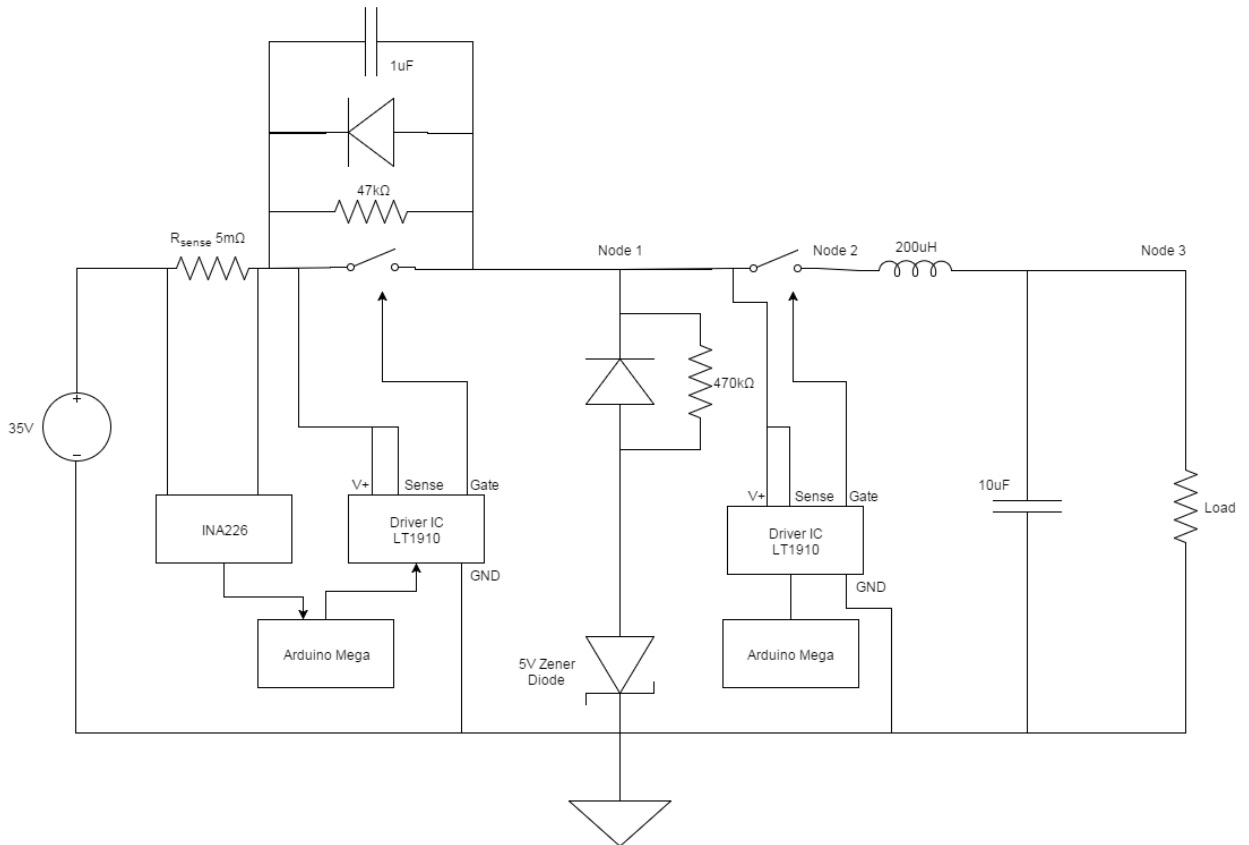 1uF
47kΩ
Rsense 5mΩ
Node 1
Node 2
200uH
Node 3
470kΩ
35V
V+
Sense
Gate
INA226
Driver IC
LT1910
GND
Arduino Mega
5V Zener
Diode
V+
Sense
Gate
Driver IC
LT1910
GND
Arduino Mega
10uF
Load